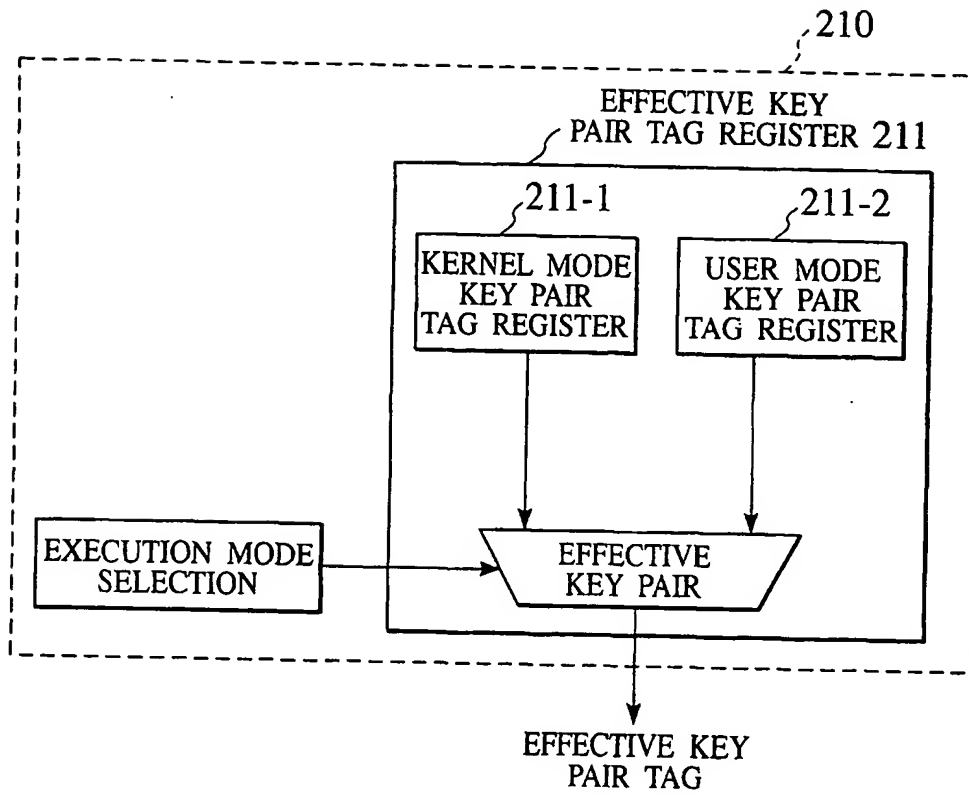 210
EFFECTIVE KEY
PAIR TAG REGISTER 211
211-1
211-2
KERNEL MODE
KEY PAIR
TAG REGISTER
USER MODE
KEY PAIR
TAG REGISTER
EXECUTION MODE
SELECTION
EFFECTIVE
KEY PAIR
EFFECTIVE KEY
PAIR TAG